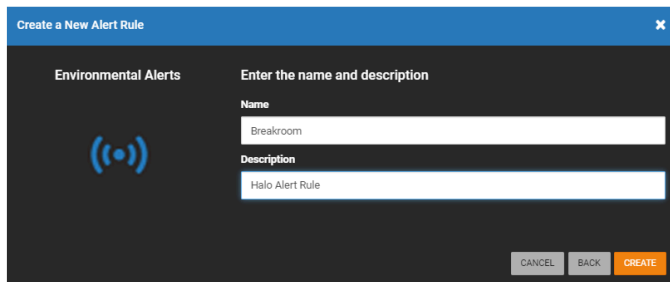 Create a New Alert Rule
Environmental Alerts
Enter the name and description
Name
Breakroom
Description
Halo Alert Rule
CANCEL
BACK
CREATE